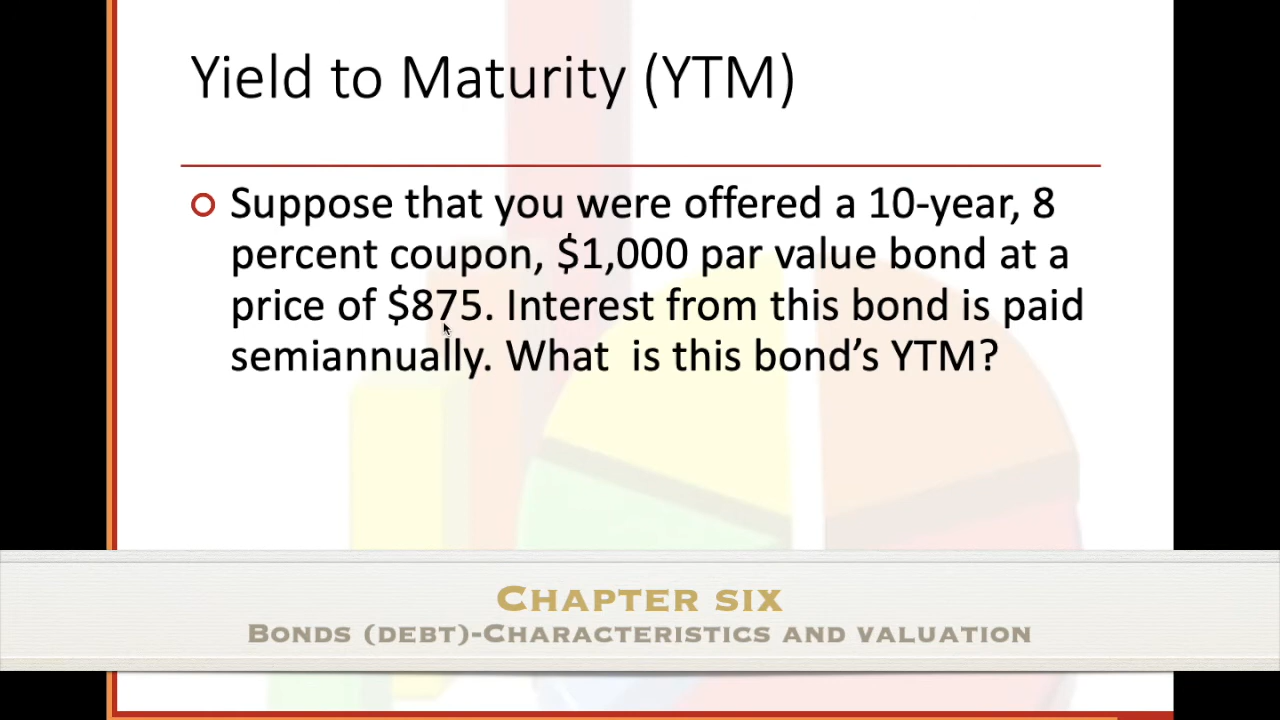 Yield to Maturity (YTM)
Suppose that you were offered a 10-year, 8
percent coupon, $1,000 par value bond at a
price of $875. Interest from this bond is paid
semiannually. What  is this bond’s YTM?
Chapter six
Bonds (debt)-Characteristics and valuation